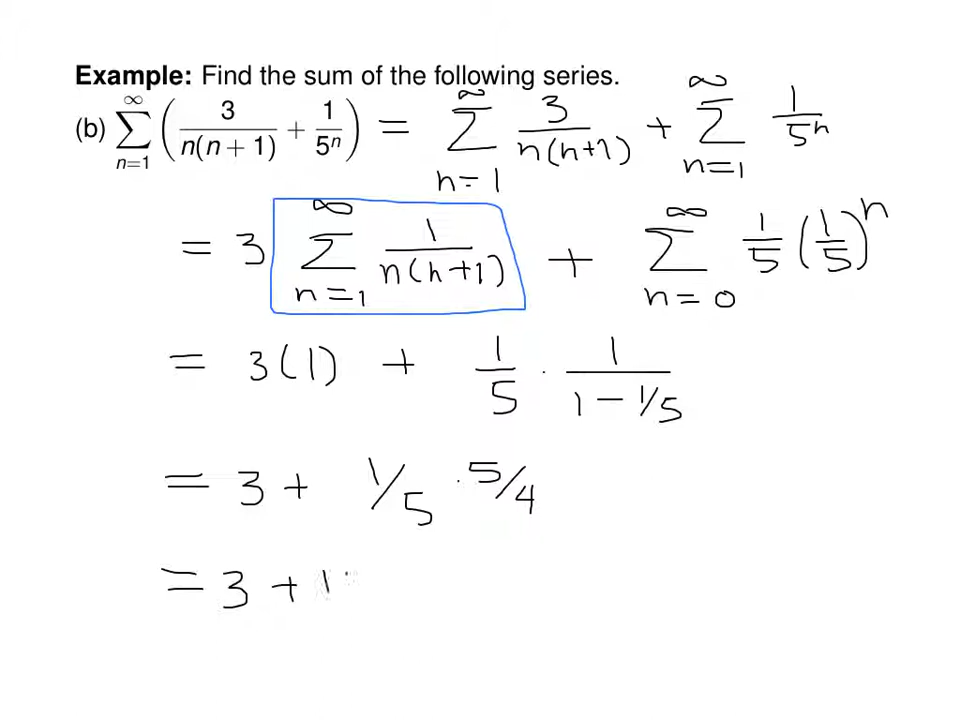 Example: Find the sum of the following series.
(b) ∑_{n=1}^{∞} ( 3/(n(n + 1)) + 1/5ⁿ ) = ∑_{n=1}^{∞} 3/(n(n+1)) + ∑_{n=1}^{∞} 1/5ⁿ
= 3 ∑_{n=1}^{∞} 1/(n(n+1)) + ∑_{n=0}^{∞} 1/5 (1/5)ⁿ
= 3(1) + 1/5 · 1/(1 - 1/5)
= 3 + 1/5 · 5/4
= 3 +